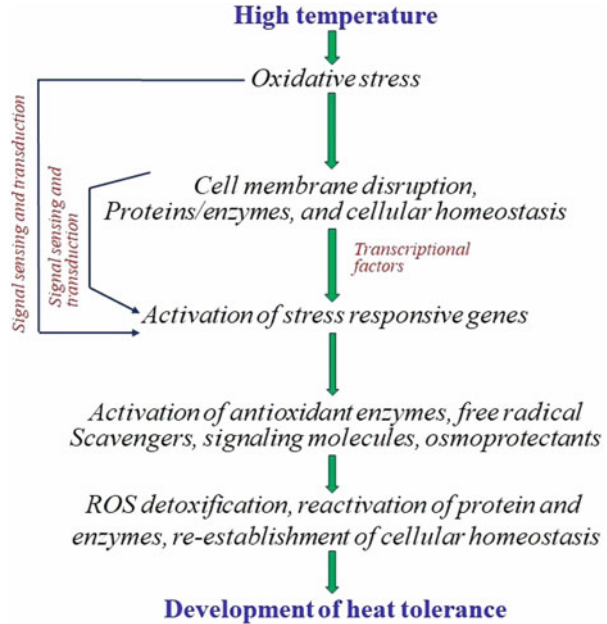 High temperature
Oxidative stress
Signal sensing and transduction
Signal sensing and
transduction
Cell membrane disruption,
Proteins/enzymes, and cellular homeostasis
Transcriptional
factors
Activation of stress responsive genes
Activation of antioxidant enzymes, free radical
Scavengers, signaling molecules, osmoprotectants
ROS detoxification, reactivation of protein and
enzymes, re-establishment of cellular homeostasis
Development of heat tolerance